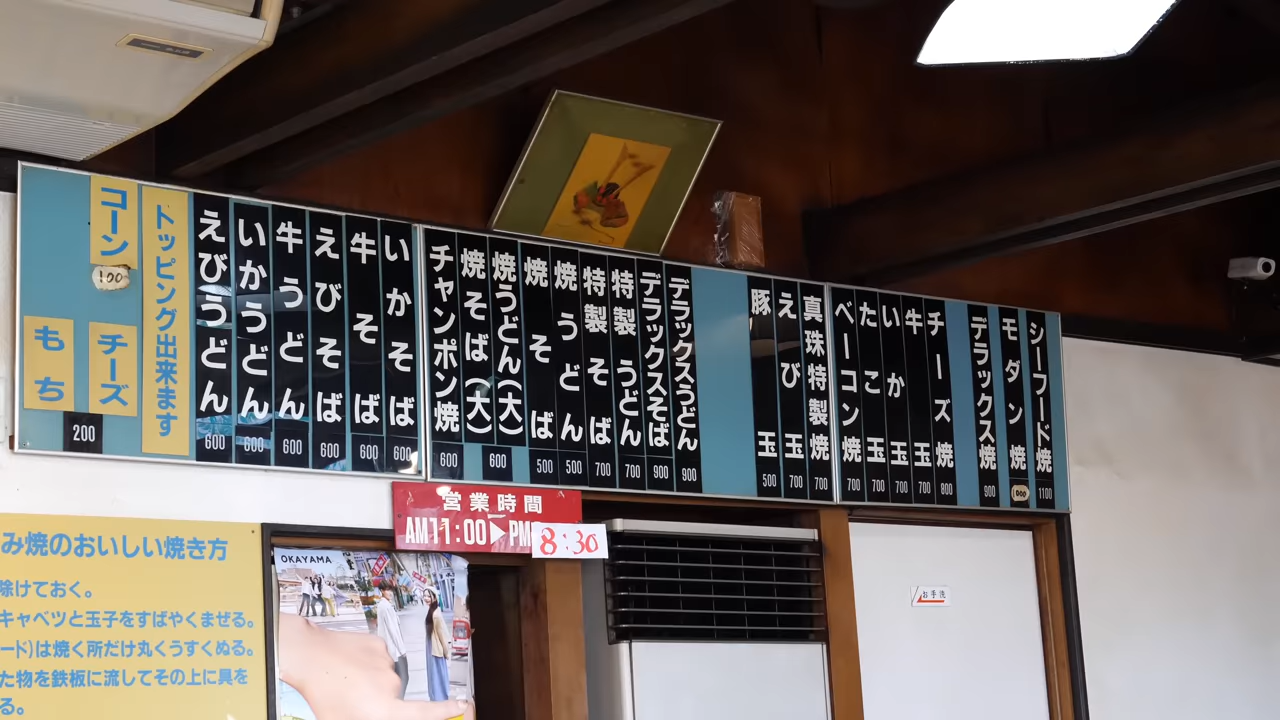 シーフード焼 1100
モダン焼
デラックス焼 900
チーズ焼 800
牛玉 700
いか玉 700
たこ玉 700
ベーコン焼 700
真珠特製焼 700
えび玉 700
豚玉 500
デラックスうどん 900
デラックスそば 900
特製うどん 700
特製そば 700
焼うどん 500
焼そば 500
焼うどん(大)
焼そば(大)
600
チャンポン焼 600
いかそば 600
牛そば 600
えびそば 600
牛うどん 600
いかうどん 600
えびうどん 600
トッピング出来ます
コーン
100
チーズ
もち
200
営業時間
AM11:00▶PM
8:30
お手洗
OKAYAMA
み焼のおいしい焼き方
除けておく。
キャベツと玉子をすばやくまぜる。
ード)は焼く所だけ丸くうすくぬる。
た物を鉄板に流してその上に具を
る。